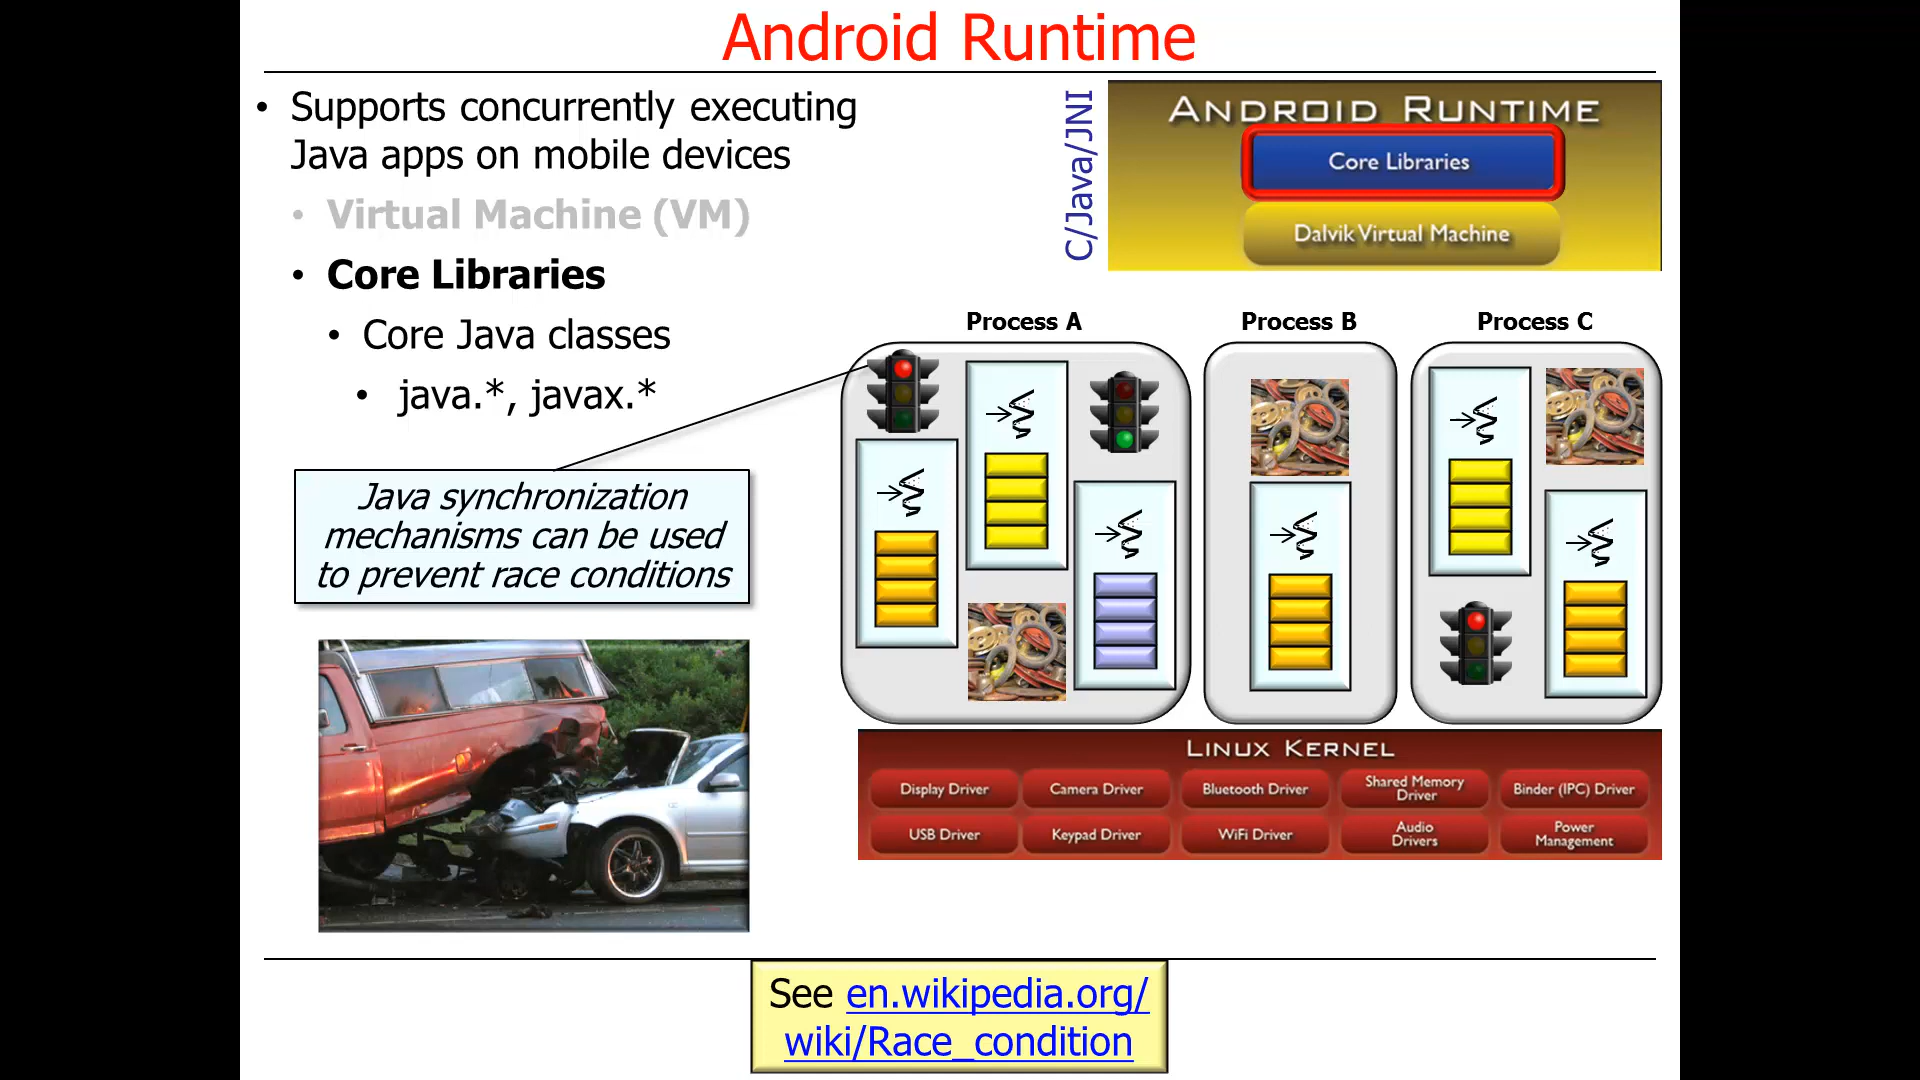 Android Runtime
• Supports concurrently executing
Java apps on mobile devices
• Virtual Machine (VM)
• Core Libraries
• Core Java classes
• java.*, javax.*
Java synchronization
mechanisms can be used
to prevent race conditions
C/Java/JNI
ANDROID RUNTIME
Core Libraries
Dalvik Virtual Machine
Process A
Process B
Process C
LINUX KERNEL
Display Driver
Camera Driver
Bluetooth Driver
Shared Memory
Driver
Binder (IPC) Driver
USB Driver
Keypad Driver
WiFi Driver
Audio
Drivers
Power
Management
See en.wikipedia.org/
wiki/Race_condition